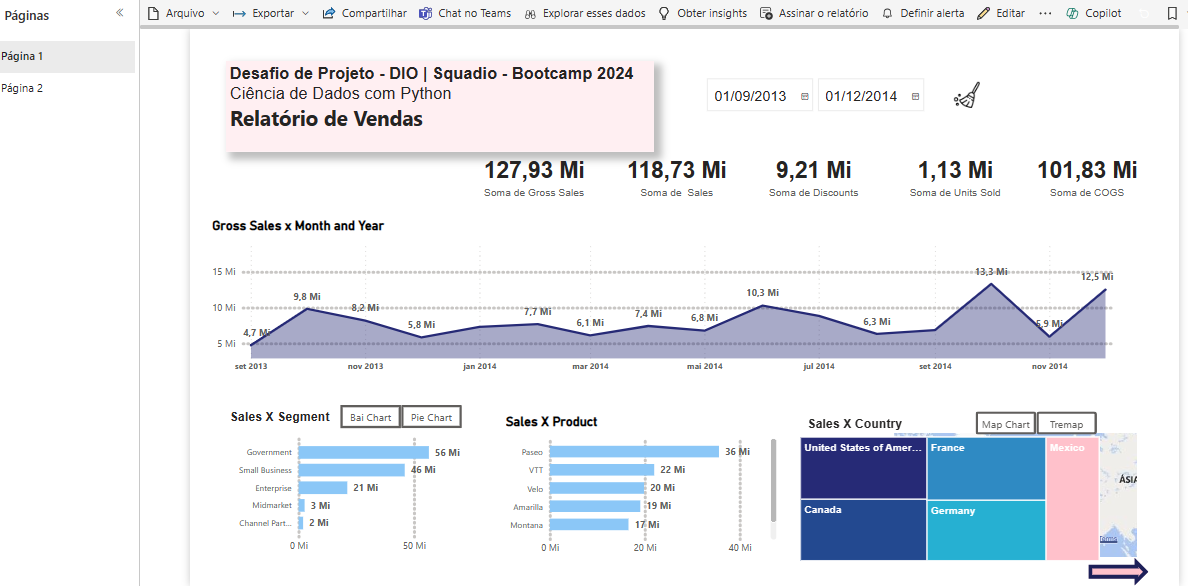 Páginas
«
Página 1
Página 2
Arquivo
Exportar
Compartilhar
Chat no Teams
Explorar esses dados
Obter insights
Assinar o relatório
Definir alerta
Editar
...
Copilot
Desafio de Projeto - DIO | Squadio - Bootcamp 2024
Ciência de Dados com Python
Relatório de Vendas
01/09/2013
01/12/2014
127,93 Mi
Soma de Gross Sales
118,73 Mi
Soma de Sales
9,21 Mi
Soma de Discounts
1,13 Mi
Soma de Units Sold
101,83 Mi
Soma de COGS
Gross Sales x Month and Year
15 Mi
10 Mi
5 Mi
4,7 Mi
9,8 Mi
8,2 Mi
5,8 Mi
7,7 Mi
6,1 Mi
7,4 Mi
6,8 Mi
10,3 Mi
6,3 Mi
13,3 Mi
5,9 Mi
12,5 Mi
set 2013
nov 2013
jan 2014
mar 2014
mai 2014
jul 2014
set 2014
nov 2014
Sales X Segment
Bai Chart
Pie Chart
Government
56 Mi
Small Business
46 Mi
Enterprise
21 Mi
Midmarket
3 Mi
Channel Part...
2 Mi
0 Mi
50 Mi
Sales X Product
Paseo
36 Mi
VTT
22 Mi
Velo
20 Mi
Amarilla
19 Mi
Montana
17 Mi
0 Mi
20 Mi
40 Mi
Sales X Country
Map Chart
Tremap
United States of Amer...
France
Mexico
Canada
Germany
ÁSIA
Terms